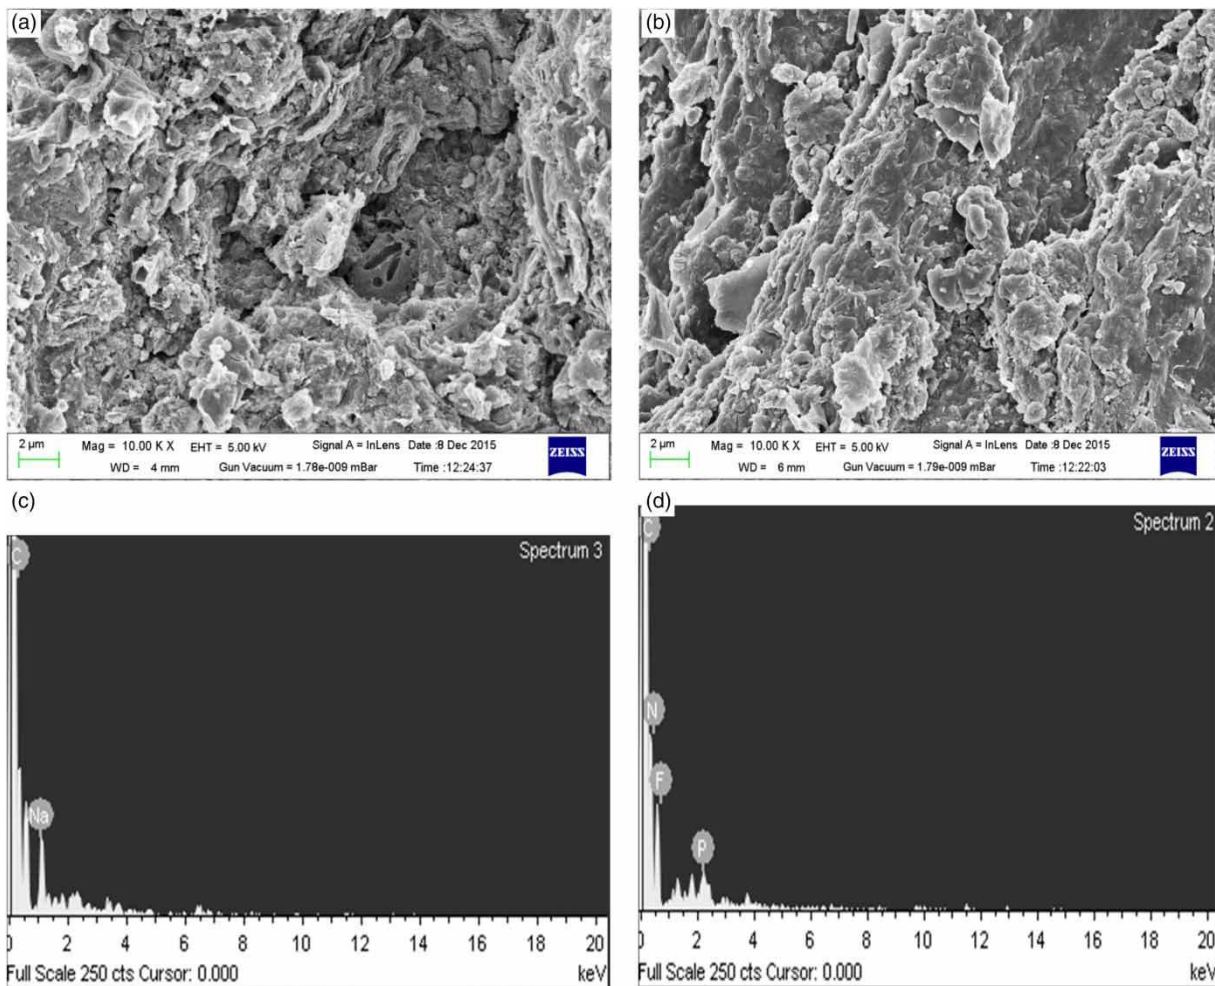 (a)
(b)
2 µm Mag = 10.00 K X EHT = 5.00 kV Signal A = InLens Date :8 Dec 2015
WD = 4 mm Gun Vacuum = 1.78e-009 mBar Time :12:24:37
ZEISS
2 µm Mag = 10.00 K X EHT = 5.00 kV Signal A = InLens Date :8 Dec 2015
WD = 6 mm Gun Vacuum = 1.79e-009 mBar Time :12:22:03
ZEISS
(c)
Spectrum 3
C
Na
0 2 4 6 8 10 12 14 16 18 20
Full Scale 250 cts Cursor: 0.000 keV
(d)
Spectrum 2
C
N
F
P
0 2 4 6 8 10 12 14 16 18 20
Full Scale 250 cts Cursor: 0.000 keV